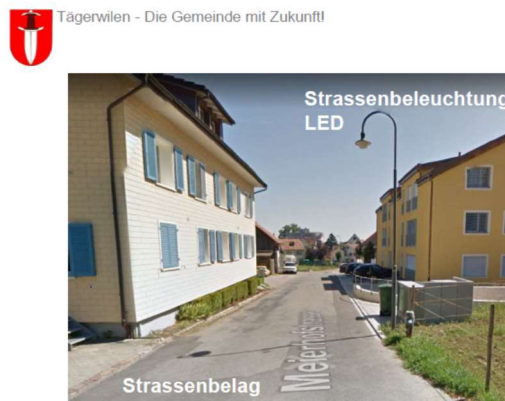 Tägerwilen - Die Gemeinde mit Zukunft!
Strassenbeleuchtung
LED
Strassenbelag